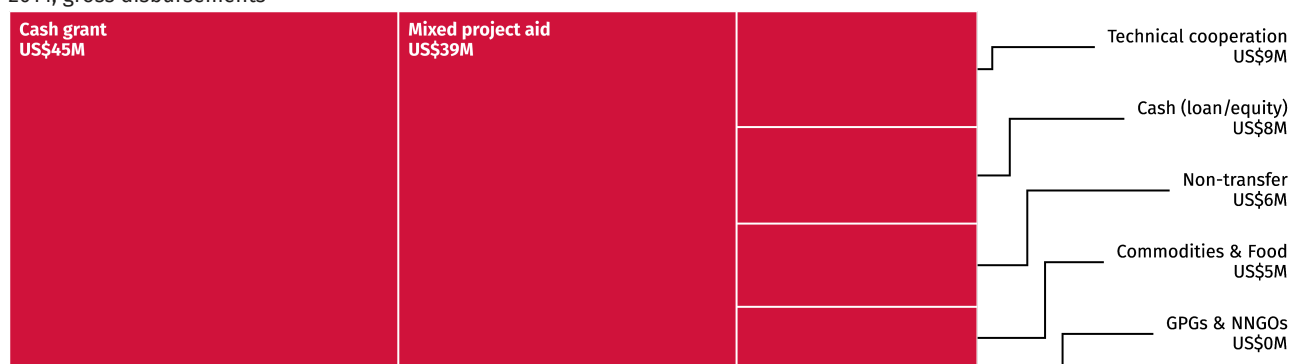 Cash grant
US$45M
Mixed project aid
US$39M
Technical cooperation
US$9M
Cash (loan/equity)
US$8M
Non-transfer
US$6M
Commodities & Food
US$5M
GPGs & NNGOs
US$0M